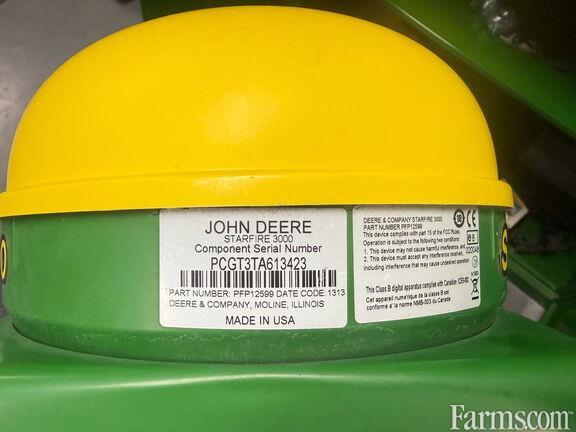 JOHN DEERE
STARFIRE 3000
Component Serial Number
PCGT3TA613423
PART NUMBER: PFP12599 DATE CODE:1313
DEERE & COMPANY, MOLINE, ILLINOIS
MADE IN USA
DEERE & COMPANY STARFIRE 3000
PART NUMBER PFP12599
This device complies with part 15 of the FCC Rules
Operation is subject to the following two conditions:
1. This device may not cause harmful interference, and
2. This device must accept any interference received,
including interference that may cause undesired operation
This Class B digital apparatus complies with Canadian ICES-003
Cet appareil numérique de la classe B est
conforme à la norme NMB-003 du Canada
10
CE
e8
Farms.com